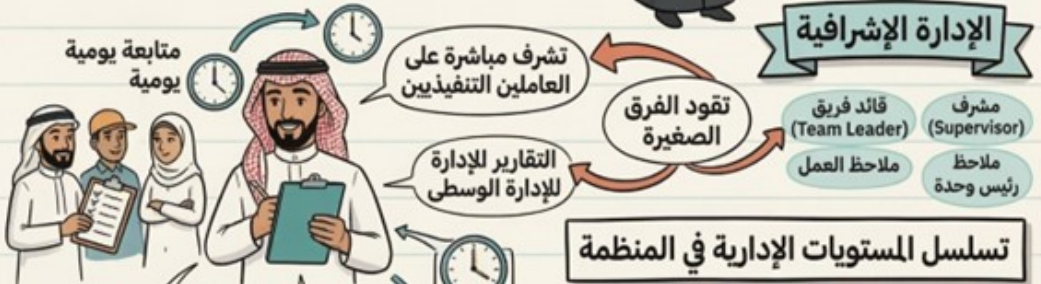 الإدارة الإشرافية
مشرف
(Supervisor)
قائد فريق
(Team Leader)
ملاحظ
رئيس وحدة
ملاحظ العمل
تقود الفرق
الصغيرة
تشرف مباشرة على
العاملين التنفيذيين
التقارير للإدارة
للإدارة الوسطى
متابعة يومية
يومية
تسلسل المستويات الإدارية في المنظمة